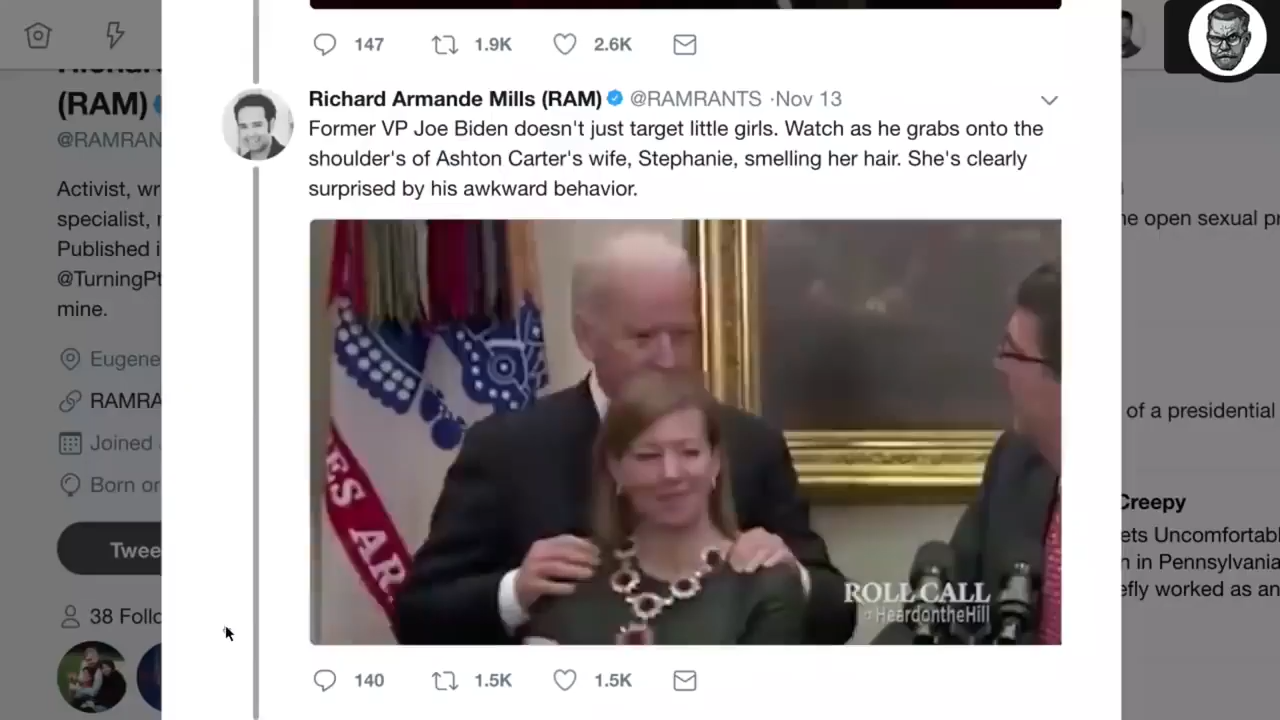 147 1.9K 2.6K
(RAM)
Richard Armande Mills (RAM) @RAMRANTS ·Nov 13
@RAMRAN
Former VP Joe Biden doesn't just target little girls. Watch as he grabs onto the
shoulder's of Ashton Carter's wife, Stephanie, smelling her hair. She's clearly
surprised by his awkward behavior.
Activist, wr
specialist, r
Published i
@TurningPt
mine.
Eugene
RAMRA
Joined
Born or
Twee
38 Follo
ES AR
ROLL CALL
@HeardontheHill
140 1.5K 1.5K
ne open sexual pr
of a presidential
Creepy
ets Uncomfortabl
n in Pennsylvania
efly worked as an